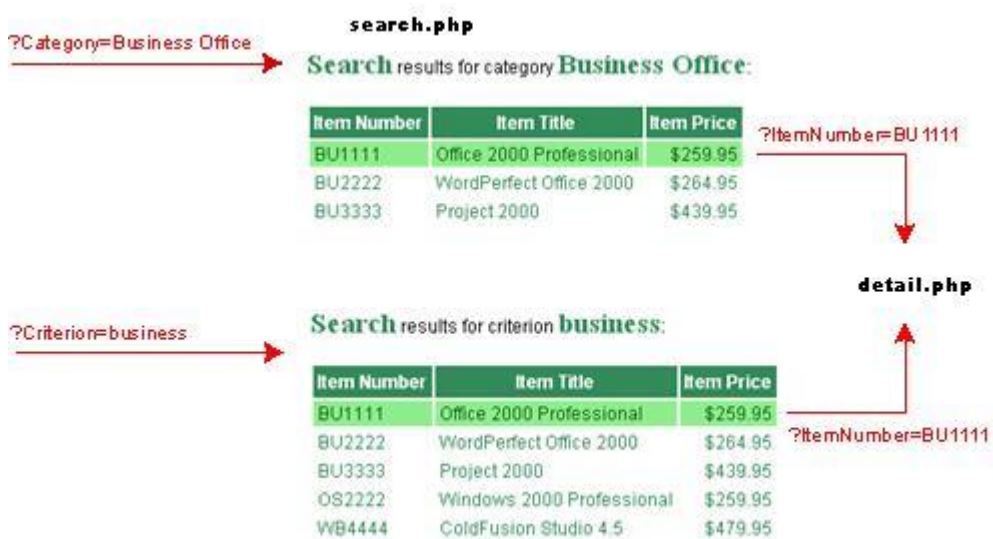 search.php
?Category=Business Office
Search results for category Business Office:
Item Number Item Title Item Price
BU1111 Office 2000 Professional $259.95
BU2222 WordPerfect Office 2000 $264.95
BU3333 Project 2000 $439.95
?ItemNumber=BU1111
detail.php
?Criterion=business
Search results for criterion business:
Item Number Item Title Item Price
BU1111 Office 2000 Professional $259.95
BU2222 WordPerfect Office 2000 $264.95
BU3333 Project 2000 $439.95
OS2222 Windows 2000 Professional $259.95
WB4444 ColdFusion Studio 4.5 $479.95
?ItemNumber=BU1111